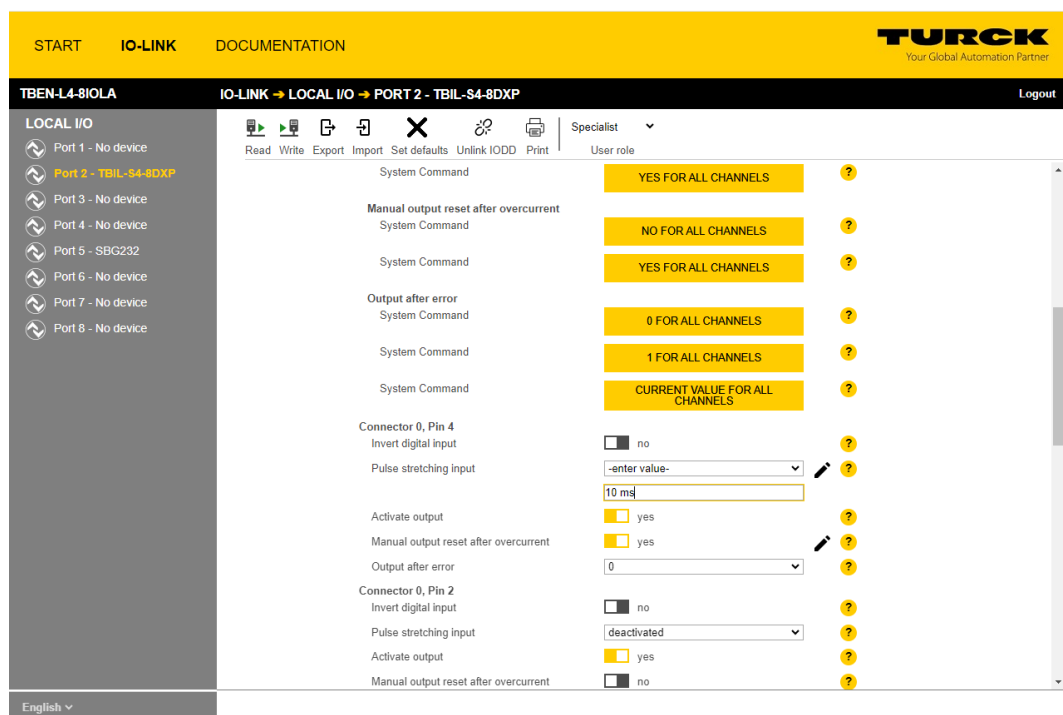 START IO-LINK DOCUMENTATION
TURCK
Your Global Automation Partner
TBEN-L4-8IOLA
IO-LINK ➔ LOCAL I/O ➔ PORT 2 - TBIL-S4-8DXP
Logout
LOCAL I/O
Port 1 - No device
Port 2 - TBIL-S4-8DXP
Port 3 - No device
Port 4 - No device
Port 5 - SBG232
Port 6 - No device
Port 7 - No device
Port 8 - No device
English
Read Write Export Import Set defaults Unlink IODD Print
Specialist
User role
System Command YES FOR ALL CHANNELS ?
Manual output reset after overcurrent
System Command NO FOR ALL CHANNELS ?
System Command YES FOR ALL CHANNELS ?
Output after error
System Command 0 FOR ALL CHANNELS ?
System Command 1 FOR ALL CHANNELS ?
System Command CURRENT VALUE FOR ALL ?
CHANNELS
Connector 0, Pin 4
Invert digital input no ?
Pulse stretching input -enter value- ?
10 ms
Activate output yes ?
Manual output reset after overcurrent yes ?
Output after error 0 ?
Connector 0, Pin 2
Invert digital input no ?
Pulse stretching input deactivated ?
Activate output yes ?
Manual output reset after overcurrent no ?